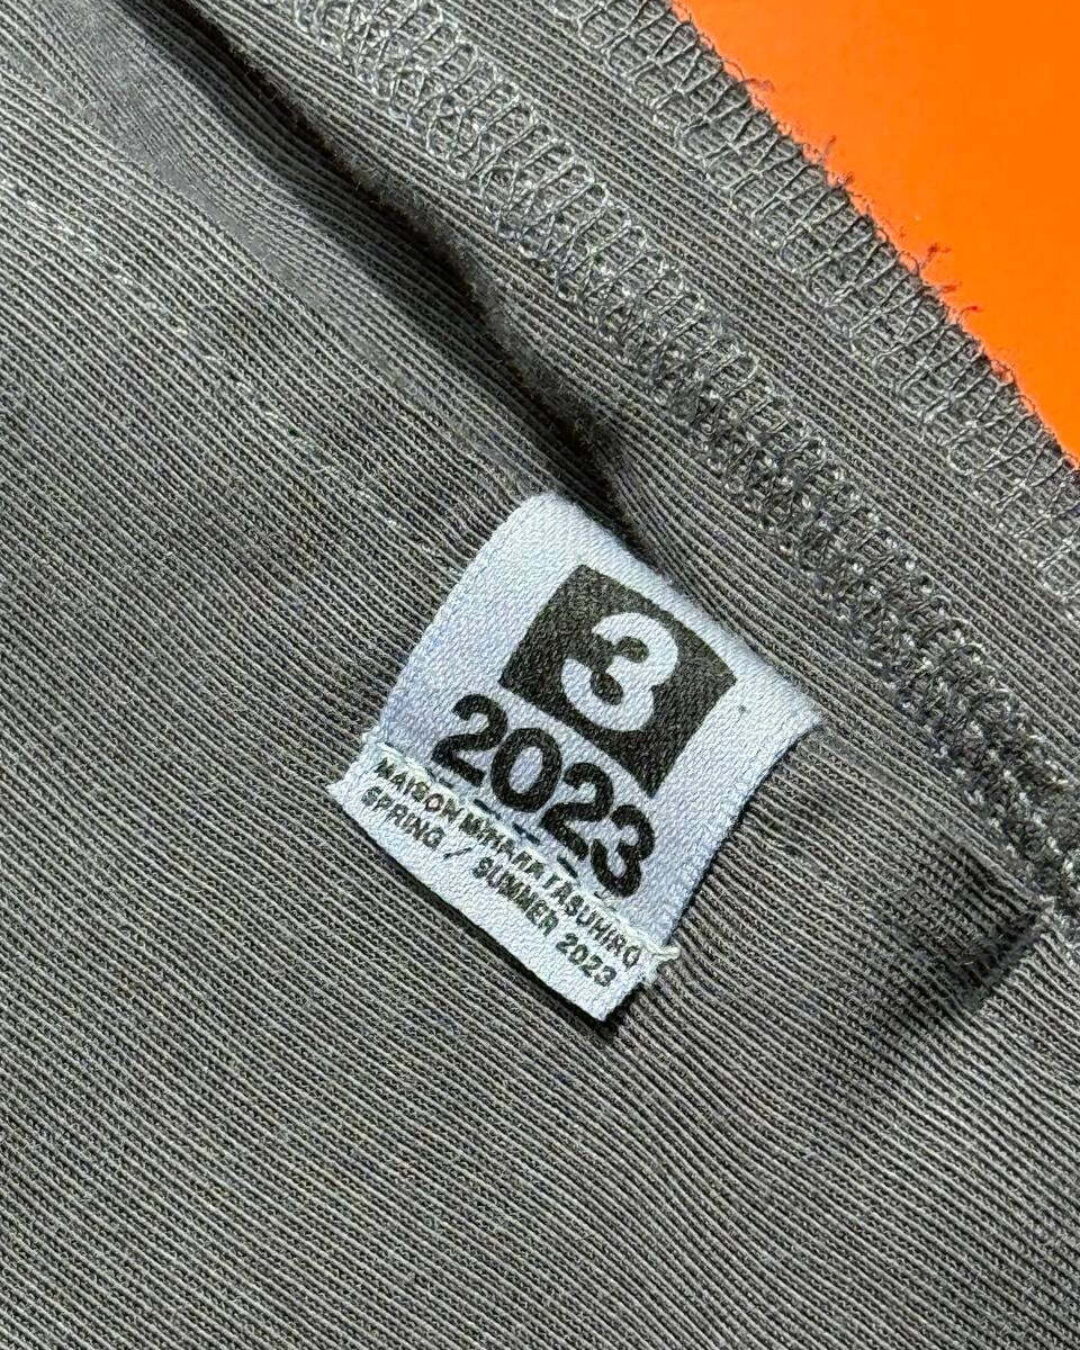 3
2023
MAISON MIHARA YASUHIRO
SPRING / SUMMER 2023